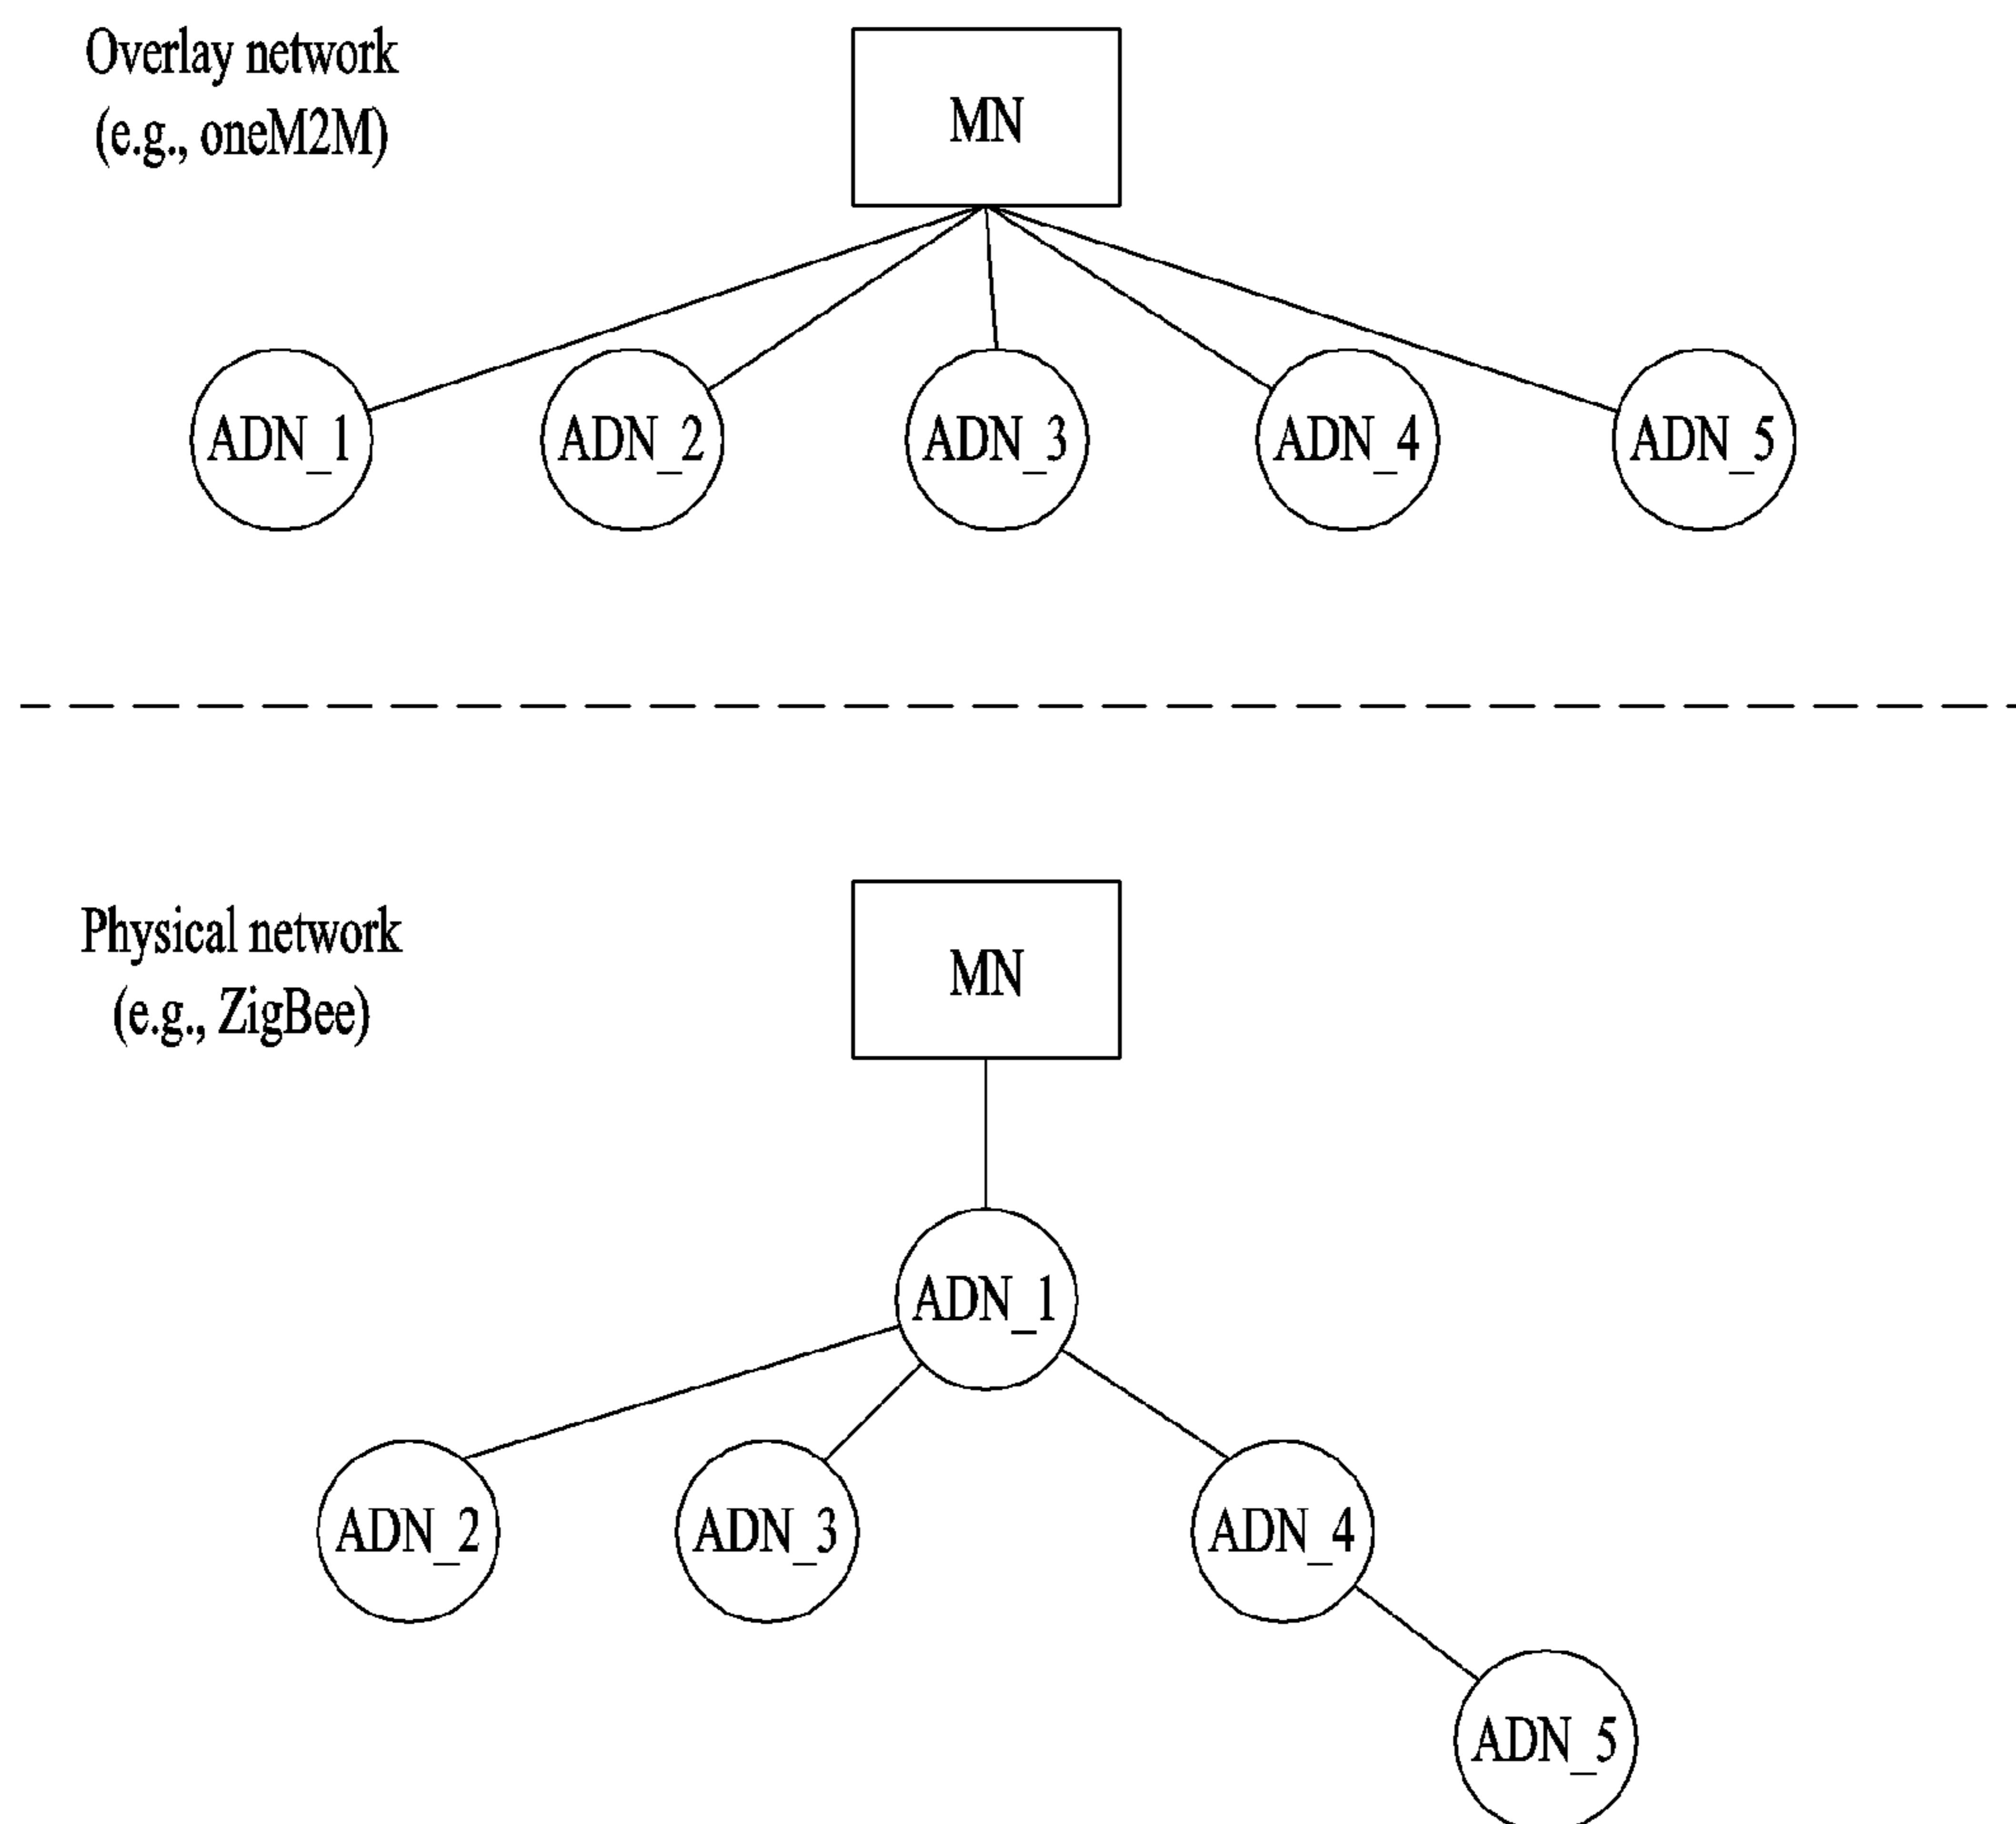 Overlay network
(e.g., oneM2M)
MN
ADN_1 ADN_2 ADN_3 ADN_4 ADN_5
Physical network
(e.g., ZigBee)
MN
ADN_1
ADN_2 ADN_3 ADN_4
ADN_5